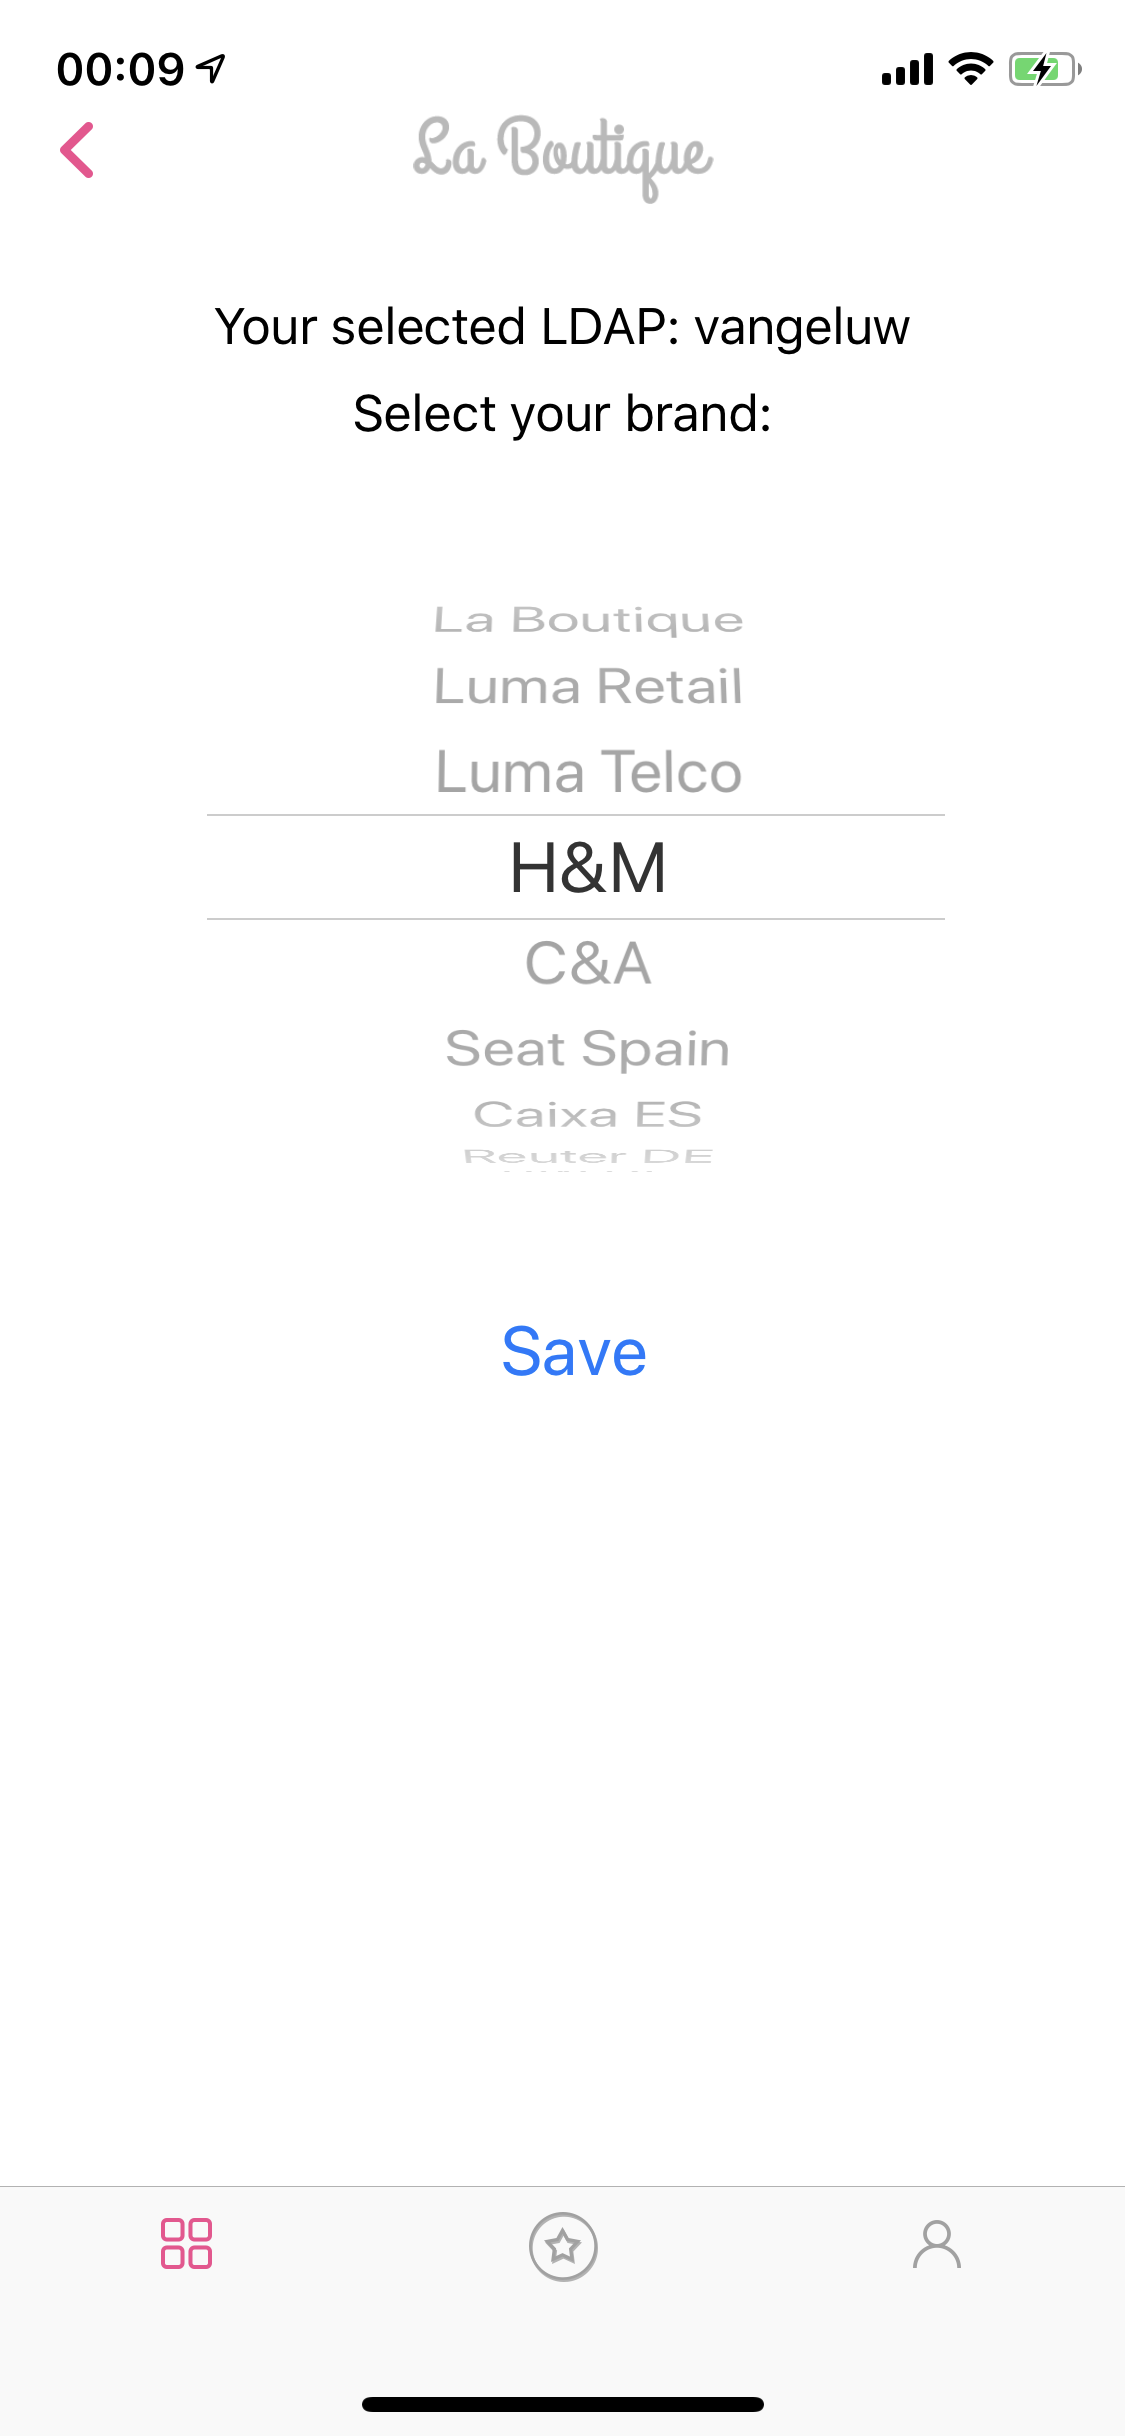 00:09
La Boutique
Your selected LDAP: vangeluw
Select your brand:
La Boutique
Luma Retail
Luma Telco
H&M
C&A
Seat Spain
Caixa ES
Reuter DE
Save